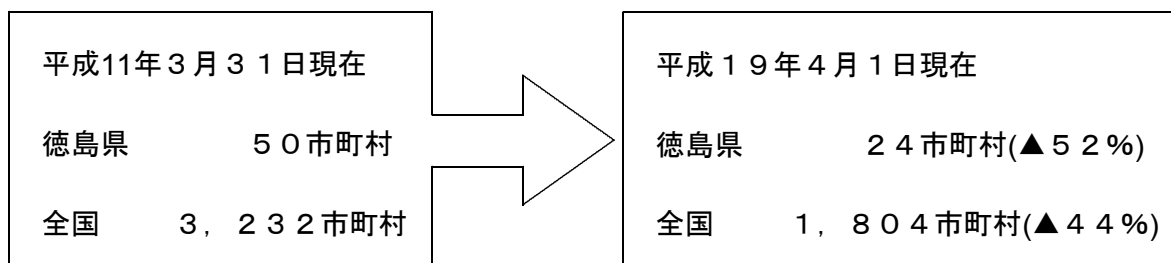 平成11年３月３１日現在
徳島県　５０市町村
全国　３，２３２市町村
平成１９年４月１日現在
徳島県　２４市町村(▲５２%)
全国　１，８０４市町村(▲４４%)